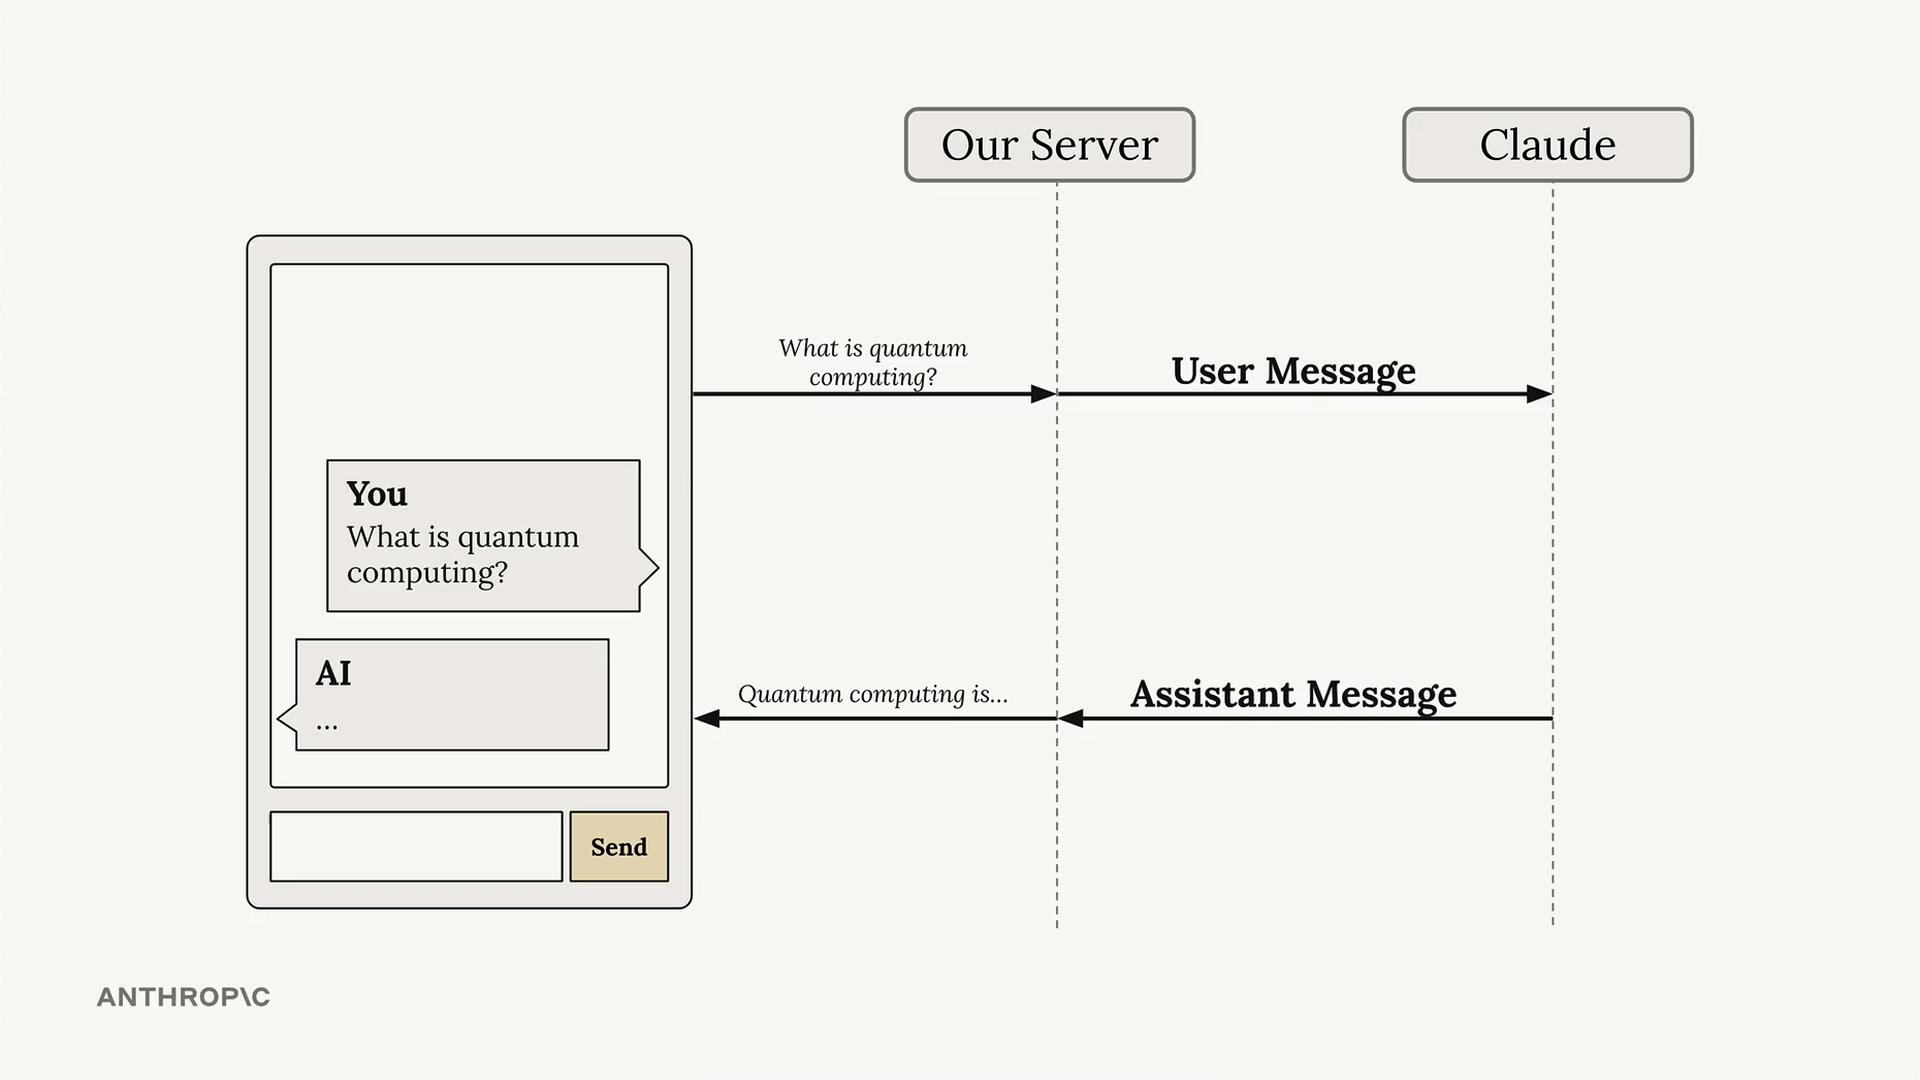 Our Server
Claude
What is quantum
computing?
User Message
You
What is quantum
computing?
AI
...
Quantum computing is...
Assistant Message
Send
ANTHROP\C